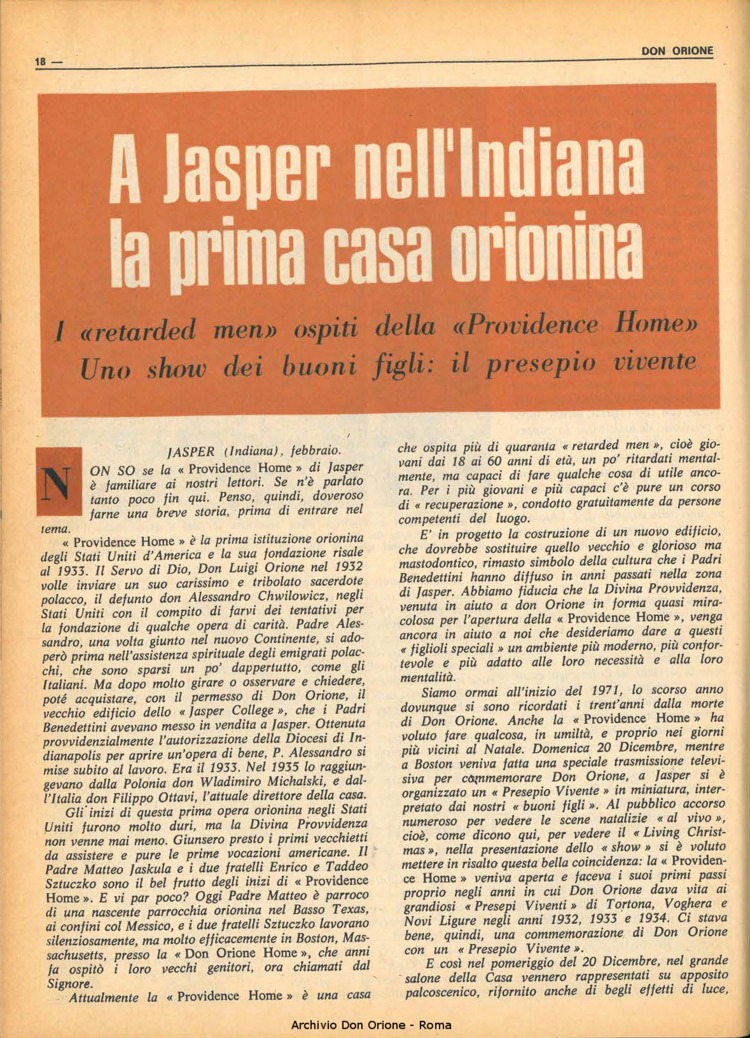 18 —
DON ORIONE
A Jasper nell'Indiana
la prima casa orionina
I «retarded men» ospiti della «Providence Home»
Uno show dei buoni figli: il presepio vivente
JASPER (Indiana), febbraio.
NON SO se la « Providence Home » di Jasper
è familiare ai nostri lettori. Se n'è parlato
tanto poco fin qui. Penso, quindi, doveroso
farne una breve storia, prima di entrare nel
tema.
« Providence Home » è la prima istituzione orionina
degli Stati Uniti d'America e la sua fondazione risale
al 1933. Il Servo di Dio, Don Luigi Orione nel 1932
volle inviare un suo carissimo e tribolato sacerdote
polacco, il defunto don Alessandro Chwilowicz, negli
Stati Uniti con il compito di farvi dei tentativi per
la fondazione di qualche opera di carità. Padre Ales-
sandro, una volta giunto nel nuovo Continente, si ado-
però prima nell'assistenza spirituale degli emigrati polac-
chi, che sono sparsi un po' dappertutto, come gli
Italiani. Ma dopo molto girare o osservare e chiedere,
poté acquistare, con il permesso di Don Orione, il
vecchio edificio dello « Jasper College », che i Padri
Benedettini avevano messo in vendita a Jasper. Ottenuta
provvidenzialmente l'autorizzazione della Diocesi di In-
dianapolis per aprire un'opera di bene, P. Alessandro si
mise subito al lavoro. Era il 1933. Nel 1935 lo raggiun-
gevano dalla Polonia don Wladimiro Michalski, e dal-
l'Italia don Filippo Ottavi, l'attuale direttore della casa.
Gli inizi di questa prima opera orionina negli Stati
Uniti furono molto duri, ma la Divina Provvidenza
non venne mai meno. Giunsero presto i primi vecchietti
da assistere e pure le prime vocazioni americane. Il
Padre Matteo Jaskula e i due fratelli Enrico e Taddeo
Sztuczko sono il bel frutto degli inizi di « Providence
Home ». E vi par poco? Oggi Padre Matteo è parroco
di una nascente parrocchia orionina nel Basso Texas,
ai confini col Messico, e i due fratelli Sztuczko lavorano
silenziosamente, ma molto efficacemente in Boston, Mas-
sachusetts, presso la « Don Orione Home », che anni
fa ospitò i loro vecchi genitori, ora chiamati dal
Signore.
Attualmente la « Providence Home » è una casa
che ospita più di quaranta « retarded men », cioè gio-
vani dai 18 ai 60 anni di età, un po' ritardati mental-
mente, ma capaci di fare qualche cosa di utile anco-
ra. Per i più giovani e più capaci c'è pure un corso
di « recuperazione », condotto gratuitamente da persone
competenti del luogo.
E' in progetto la costruzione di un nuovo edificio,
che dovrebbe sostituire quello vecchio e glorioso ma
mastodontico, rimasto simbolo della cultura che i Padri
Benedettini hanno diffuso in anni passati nella zona
di Jasper. Abbiamo fiducia che la Divina Provvidenza,
venuta in aiuto a don Orione in forma quasi mira-
colosa per l'apertura della « Providence Home », venga
ancora in aiuto a noi che desideriamo dare a questi
« figlioli speciali » un ambiente più moderno, più confor-
tevole e più adatto alle loro necessità e alla loro
mentalità.
Siamo ormai all'inizio del 1971, lo scorso anno
dovunque si sono ricordati i trent'anni dalla morte
di Don Orione. Anche la « Providence Home » ha
voluto fare qualcosa, in umiltà, e proprio nei giorni
più vicini al Natale. Domenica 20 Dicembre, mentre
a Boston veniva fatta una speciale trasmissione televi-
siva per commemorare Don Orione, a Jasper si è
organizzato un « Presepio Vivente » in miniatura, inter-
pretato dai nostri « buoni figli ». Al pubblico accorso
numeroso per vedere le scene natalizie « al vivo »,
cioè, come dicono qui, per vedere il « Living Christ-
mas », nella presentazione dello « show » si è voluto
mettere in risalto questa bella coincidenza: la « Providen-
ce Home » veniva aperta e faceva i suoi primi passi
proprio negli anni in cui Don Orione dava vita ai
grandiosi « Presepi Viventi » di Tortona, Voghera e
Novi Ligure negli anni 1932, 1933 e 1934. Ci stava
bene, quindi, una commemorazione di Don Orione
con un « Presepio Vivente ».
E così nel pomeriggio del 20 Dicembre, nel grande
salone della Casa vennero rappresentati su apposito
palcoscenico, rifornito anche di begli effetti di luce,
Archivio Don Orione - Roma